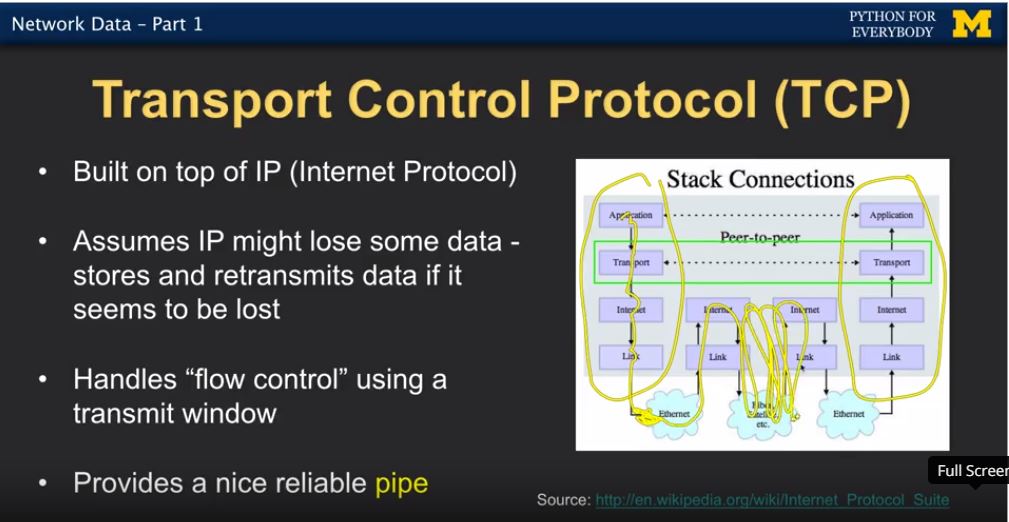 Network Data – Part 1
PYTHON FOR
EVERYBODY
Transport Control Protocol (TCP)
• Built on top of IP (Internet Protocol)
• Assumes IP might lose some data -
stores and retransmits data if it
seems to be lost
• Handles “flow control” using a
transmit window
• Provides a nice reliable pipe
Stack Connections
Application Application
Peer-to-peer
Transport Transport
Internet Internet Internet Internet
Link Link Link Link
Ethernet Fiber, Satellite, etc. Ethernet
Full Screen
Source: http://en.wikipedia.org/wiki/Internet_Protocol_Suite